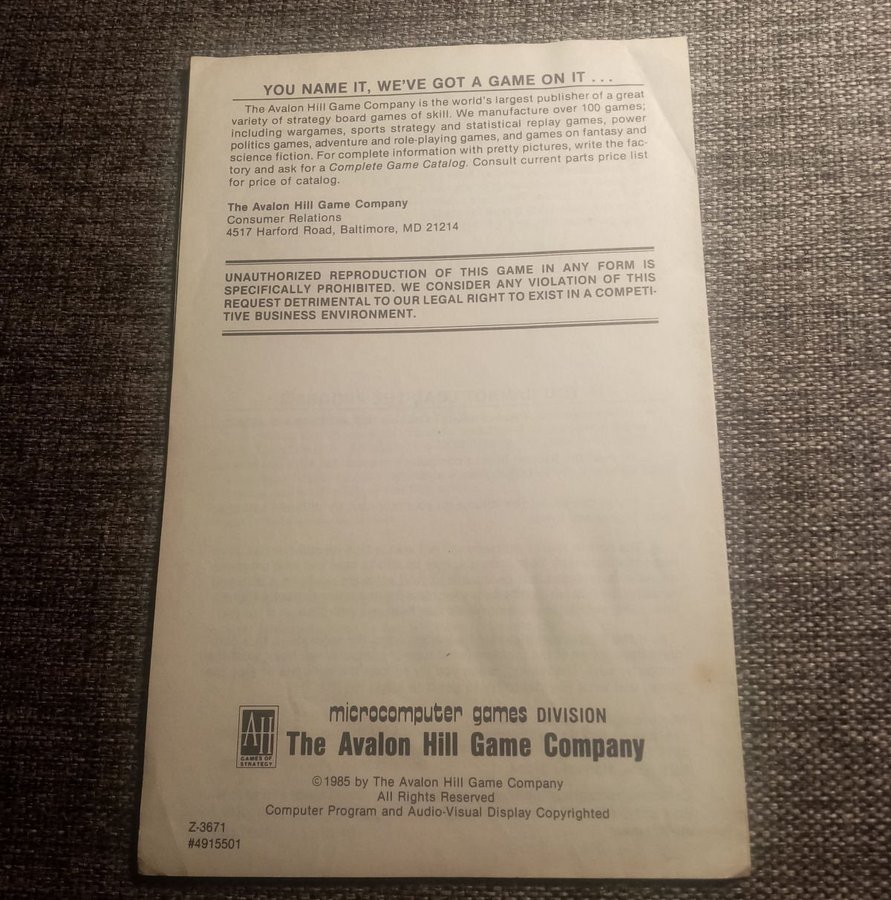 YOU NAME IT, WE'VE GOT A GAME ON IT . . .
The Avalon Hill Game Company is the world's largest publisher of a great
variety of strategy board games of skill. We manufacture over 100 games;
including wargames, sports strategy and statistical replay games, power
politics games, adventure and role-playing games, and games on fantasy and
science fiction. For complete information with pretty pictures, write the fac-
tory and ask for a Complete Game Catalog. Consult current parts price list
for price of catalog.
The Avalon Hill Game Company
Consumer Relations
4517 Harford Road, Baltimore, MD 21214
UNAUTHORIZED REPRODUCTION OF THIS GAME IN ANY FORM IS
SPECIFICALLY PROHIBITED. WE CONSIDER ANY VIOLATION OF THIS
REQUEST DETRIMENTAL TO OUR LEGAL RIGHT TO EXIST IN A COMPETI-
TIVE BUSINESS ENVIRONMENT.
AH
GAMES OF
STRATEGY
microcomputer games DIVISION
The Avalon Hill Game Company
©1985 by The Avalon Hill Game Company
All Rights Reserved
Computer Program and Audio-Visual Display Copyrighted
Z-3671
#4915501